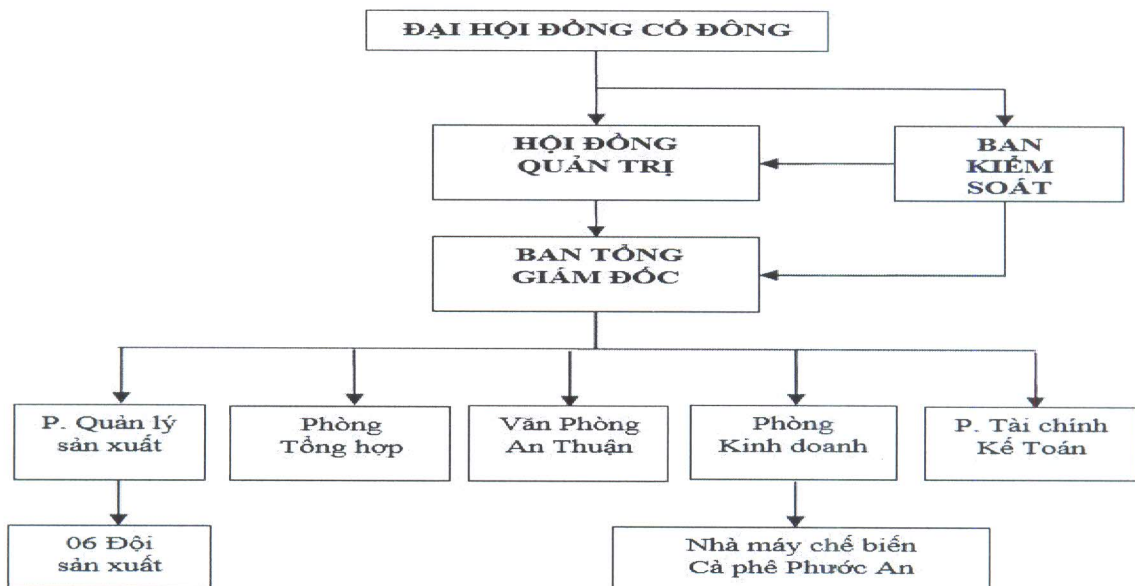 ĐẠI HỘI ĐỒNG CỔ ĐÔNG
HỘI ĐỒNG
QUẢN TRỊ
BAN
KIỂM
SOÁT
BAN TỔNG
GIÁM ĐỐC
P. Quản lý
sản xuất
Phòng
Tổng hợp
Văn Phòng
An Thuận
Phòng
Kinh doanh
P. Tài chính
Kế Toán
06 Đội
sản xuất
Nhà máy chế biến
Cà phê Phước An